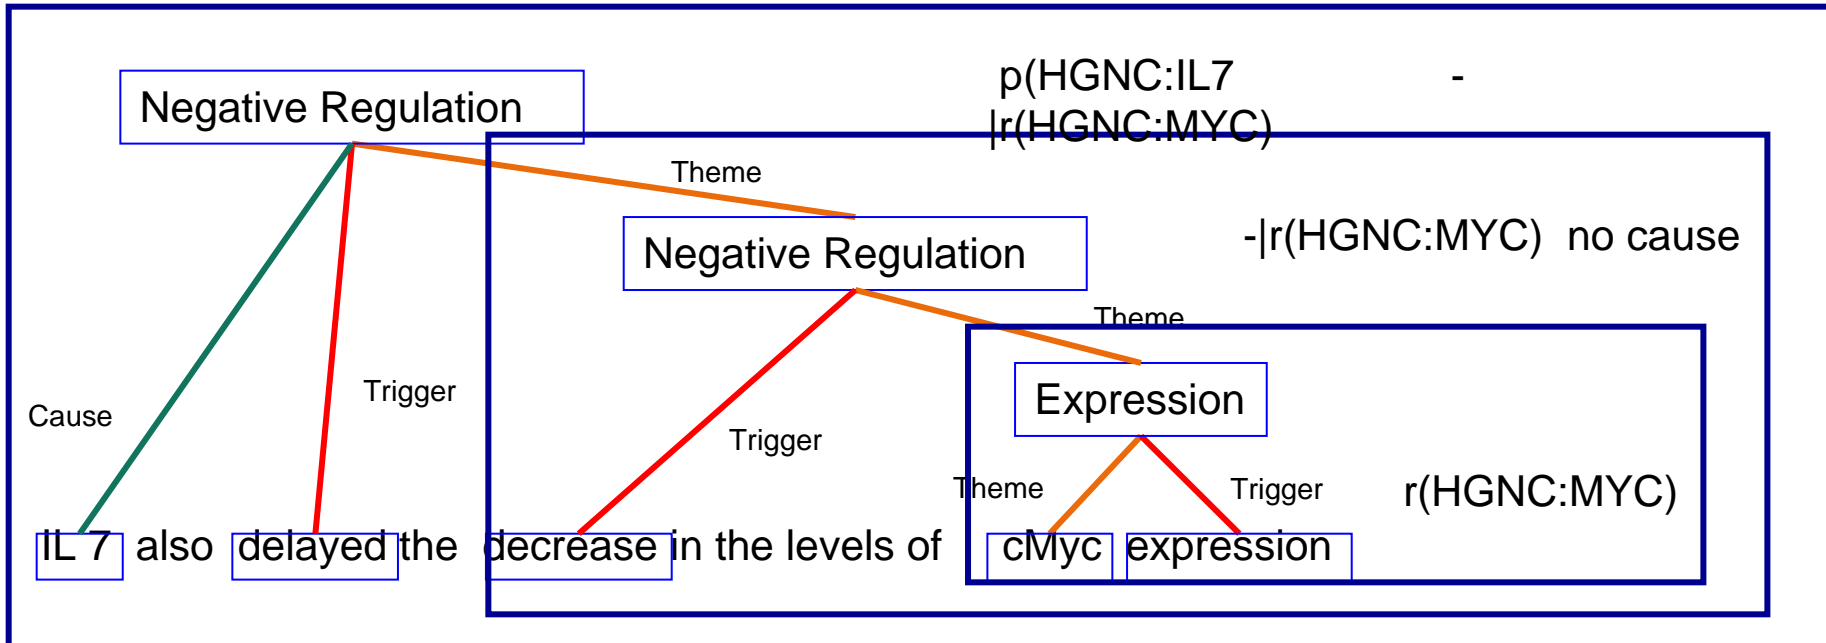 p(HGNC:IL7 -
Negative Regulation
|r(HGNC:MYC)
Theme
-|r(HGNC:MYC) no cause
Negative Regulation
Theme
Expression
Trigger
Cause
Trigger
Theme
Trigger
r(HGNC:MYC)
IL 7 also delayed the decrease in the levels of cMyc expression